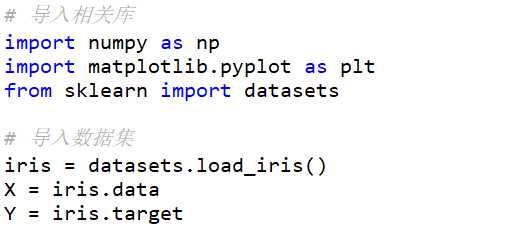 # 导入相关库
import numpy as np
import matplotlib.pyplot as plt
from sklearn import datasets
# 导入数据集
iris = datasets.load_iris()
X = iris.data
Y = iris.target